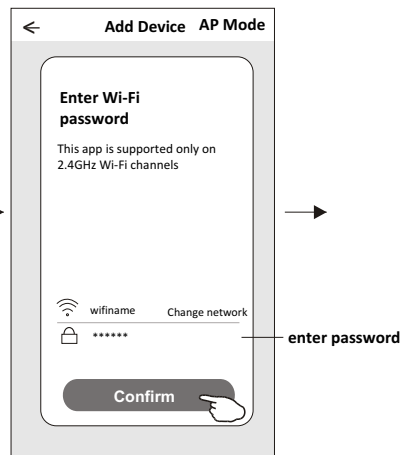 Add Device AP Mode
Enter Wi-Fi
password
This app is supported only on
2.4GHz Wi-Fi channels
wifiname Change network
******
enter password
Confirm